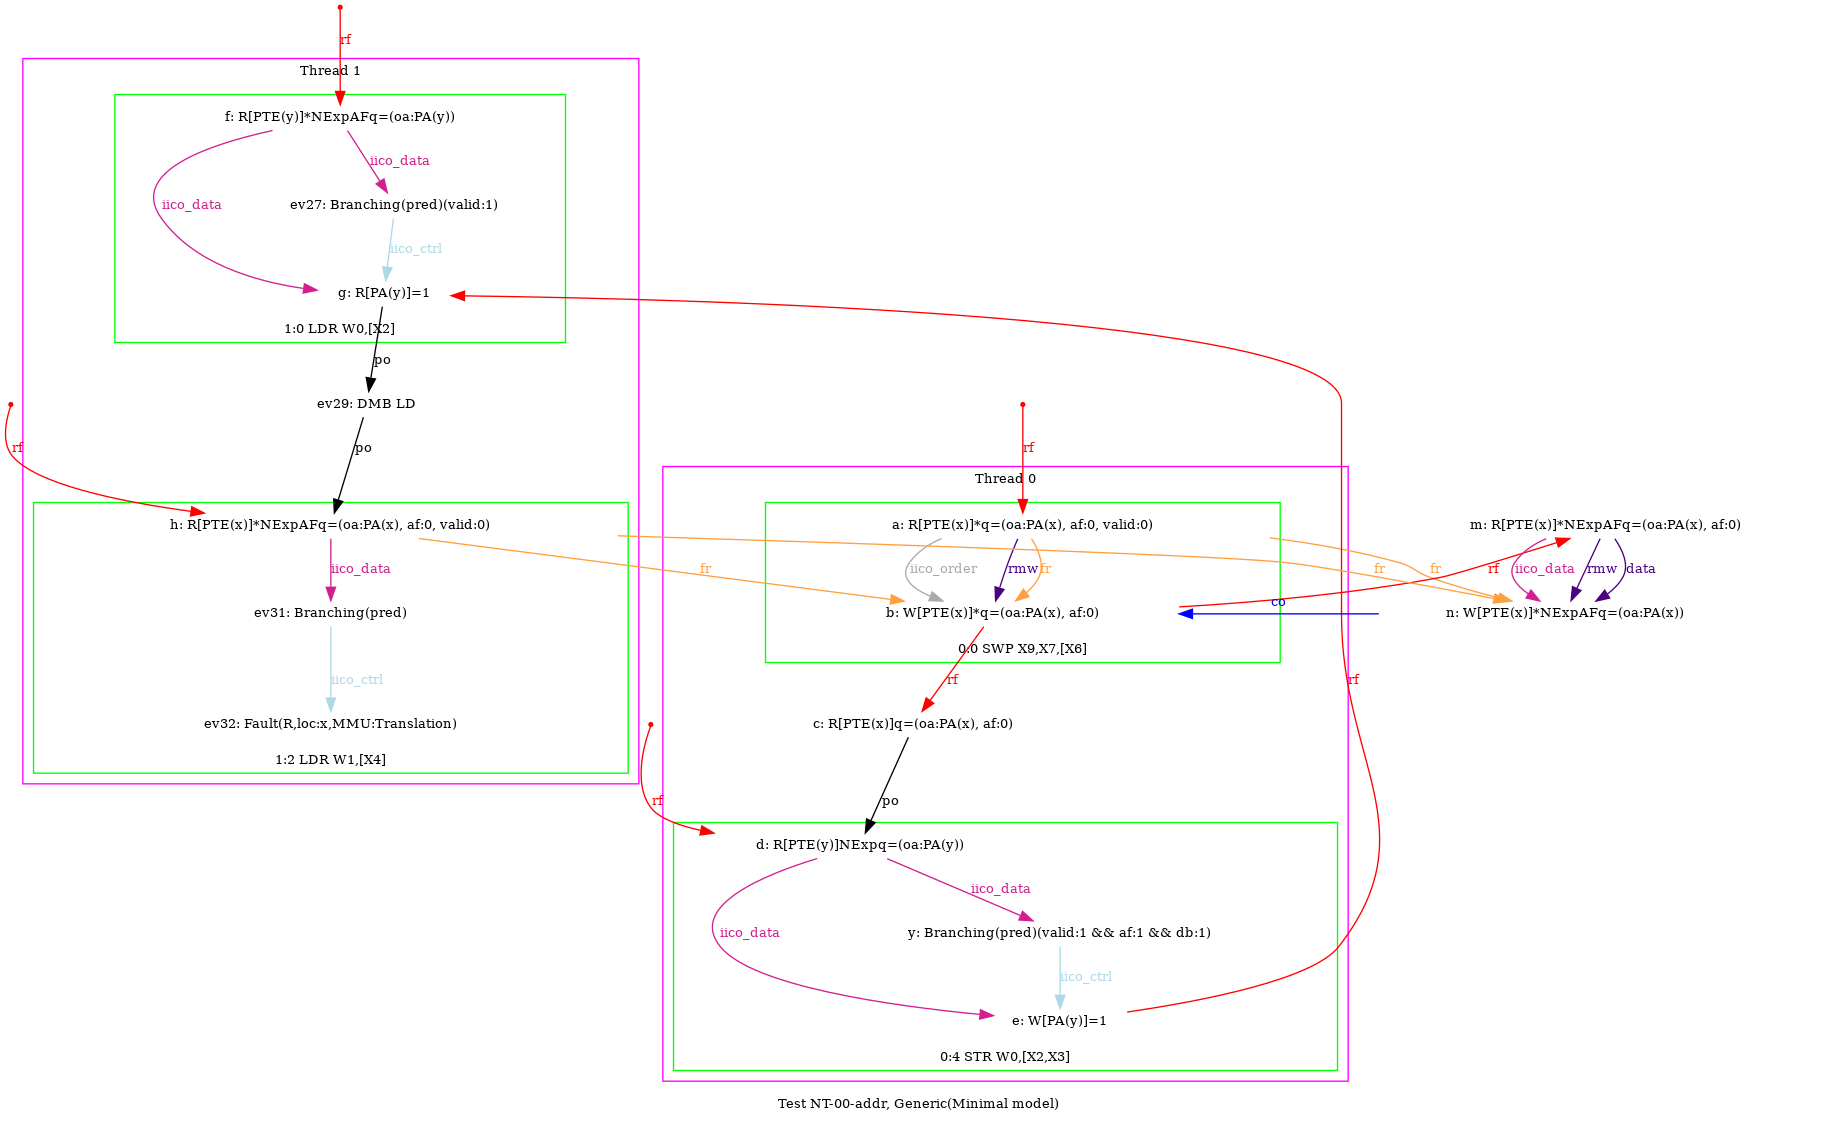 rf
Thread 1
f: R[PTE(y)]*NExpAFq=(oa:PA(y))
iico_data
iico_data
ev27: Branching(pred)(valid:1)
iico_ctrl
g: R[PA(y)]=1
1:0 LDR W0,[X2]
po
ev29: DMB LD
rf
po
rf
Thread 0
h: R[PTE(x)]*NExpAFq=(oa:PA(x), af:0, valid:0)
a: R[PTE(x)]*q=(oa:PA(x), af:0, valid:0)
m: R[PTE(x)]*NExpAFq=(oa:PA(x), af:0)
iico_data
fr
iico_order
rmw
fr
fr
fr
rf
iico_data
rmw
data
ev31: Branching(pred)
b: W[PTE(x)]*q=(oa:PA(x), af:0)
co
n: W[PTE(x)]*NExpAFq=(oa:PA(x))
0:0 SWP X9,X7,[X6]
iico_ctrl
rf
rf
ev32: Fault(R,loc:x,MMU:Translation)
c: R[PTE(x)]q=(oa:PA(x), af:0)
1:2 LDR W1,[X4]
rf
po
d: R[PTE(y)]NExpq=(oa:PA(y))
iico_data
iico_data
y: Branching(pred)(valid:1 && af:1 && db:1)
iico_ctrl
e: W[PA(y)]=1
0:4 STR W0,[X2,X3]
Test NT-00-addr, Generic(Minimal model)